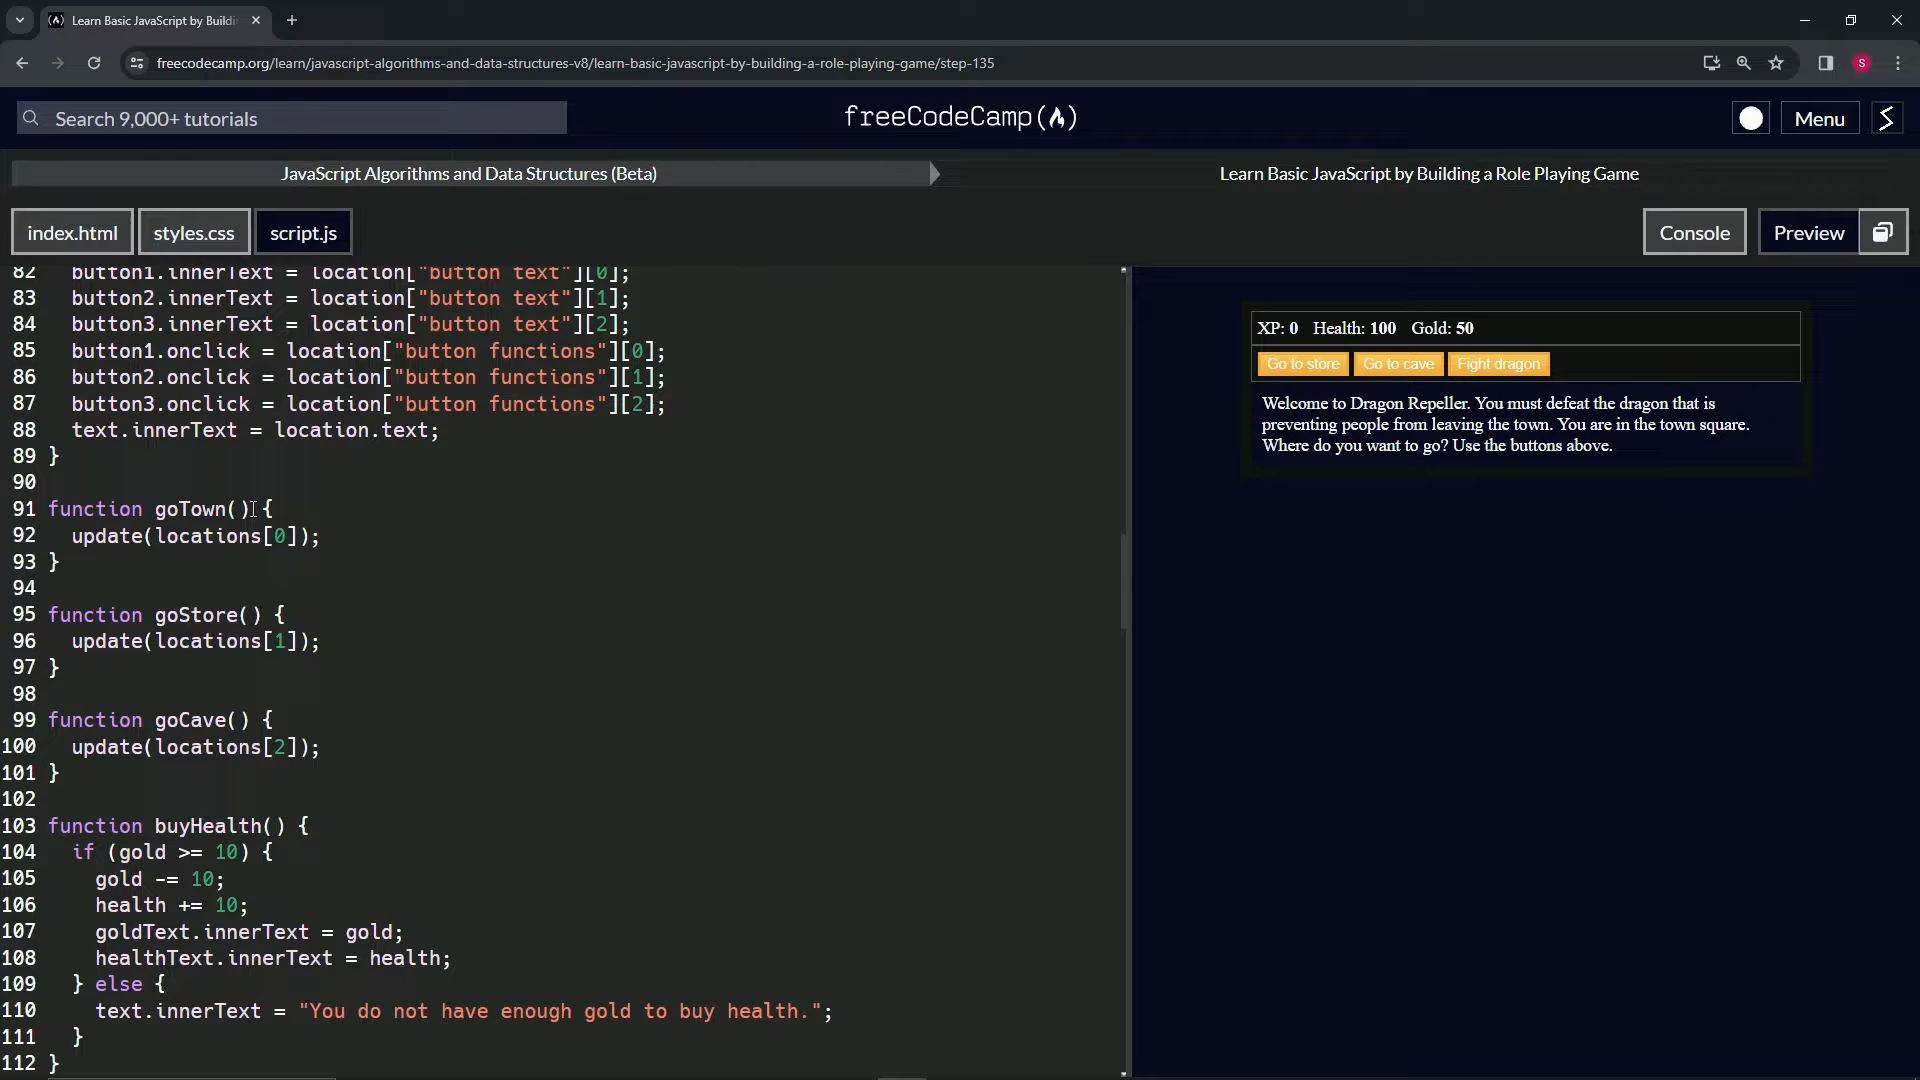 Learn Basic JavaScript by Buildi
freecodecamp.org/learn/javascript-algorithms-and-data-structures-v8/learn-basic-javascript-by-building-a-role-playing-game/step-135
S
Search 9,000+ tutorials
freeCodeCamp(🔥)
Menu
JavaScript Algorithms and Data Structures (Beta)
Learn Basic JavaScript by Building a Role Playing Game
index.html
styles.css
script.js
Console
Preview
82 button1.innerText = location["button text"][0];
83 button2.innerText = location["button text"][1];
84 button3.innerText = location["button text"][2];
85 button1.onclick = location["button functions"][0];
86 button2.onclick = location["button functions"][1];
87 button3.onclick = location["button functions"][2];
88 text.innerText = location.text;
89 }
90
91 function goTown() {
92 update(locations[0]);
93 }
94
95 function goStore() {
96 update(locations[1]);
97 }
98
99 function goCave() {
100 update(locations[2]);
101 }
102
103 function buyHealth() {
104 if (gold >= 10) {
105 gold -= 10;
106 health += 10;
107 goldText.innerText = gold;
108 healthText.innerText = health;
109 } else {
110 text.innerText = "You do not have enough gold to buy health.";
111 }
112 }
XP: 0 Health: 100 Gold: 50
Go to store Go to cave Fight dragon
Welcome to Dragon Repeller. You must defeat the dragon that is
preventing people from leaving the town. You are in the town square.
Where do you want to go? Use the buttons above.